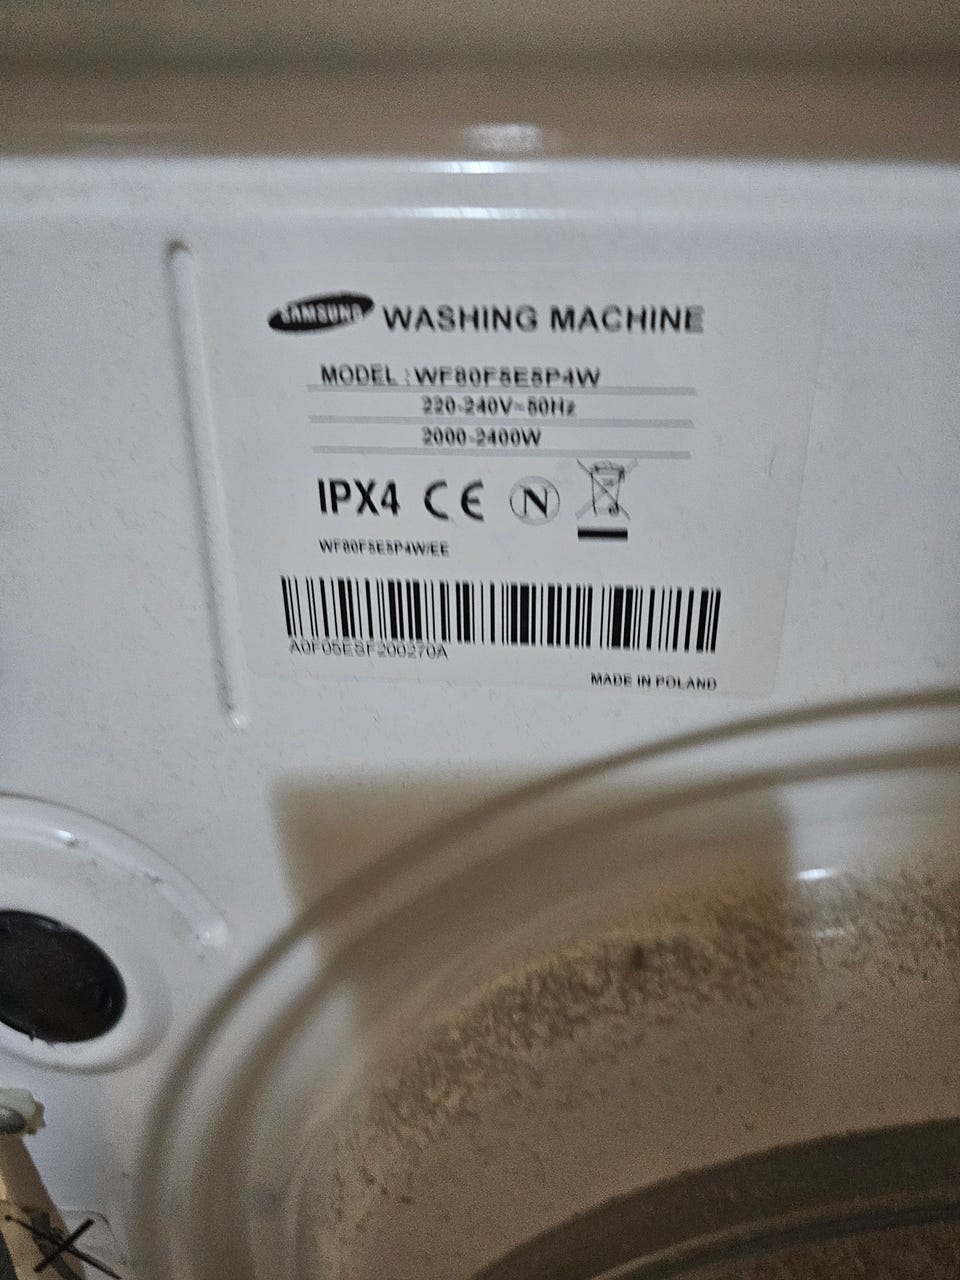 SAMSUNG WASHING MACHINE
MODEL : WF80F5E5P4W
220-240V~50Hz
2000-2400W
IPX4 CE N
WF80F5E5P4W/EE
A0F05ESF200270A
MADE IN POLAND